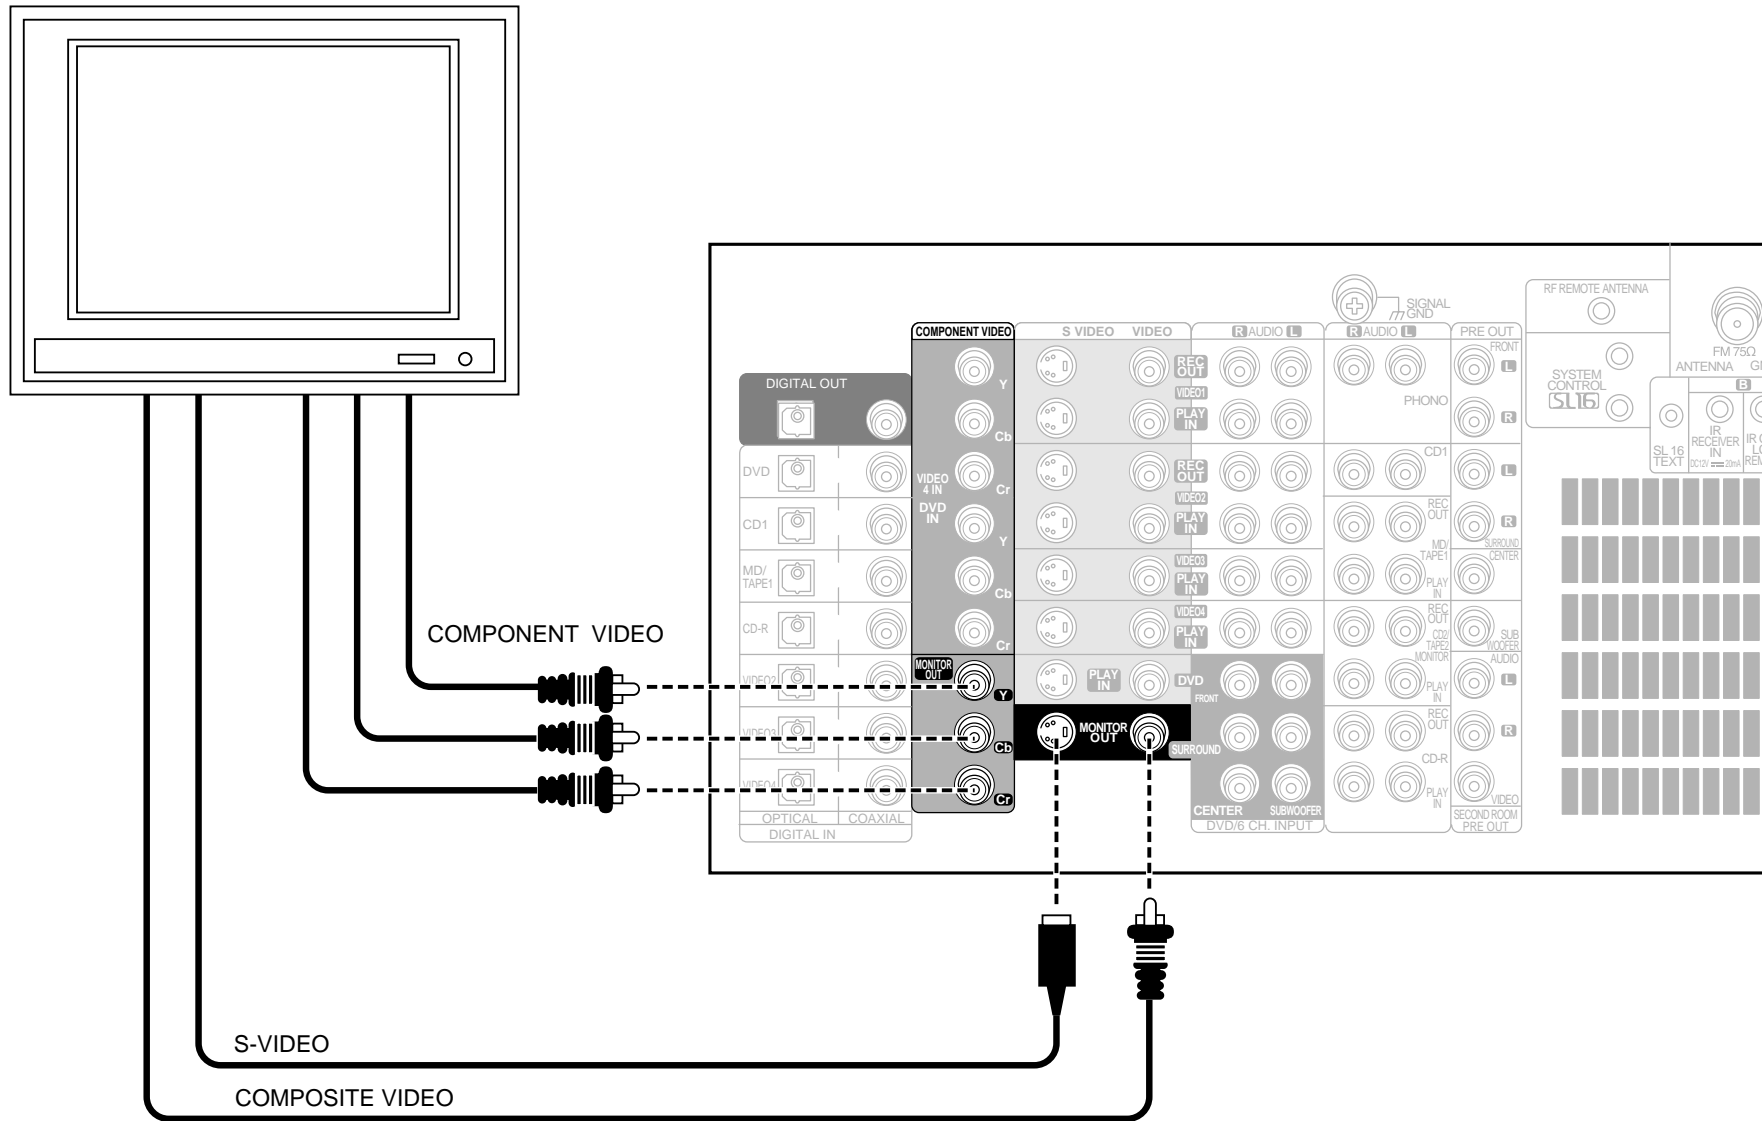 COMPONENT VIDEO
S-VIDEO
COMPOSITE VIDEO
DIGITAL OUT
DVD
CD1
MD/
TAPE1
CD-R
VIDEO2
VIDEO3
VIDEO4
OPTICAL COAXIAL
DIGITAL IN
COMPONENT VIDEO
Y
Cb
VIDEO
4 IN
Cr
DVD
IN
Y
Cb
Cr
MONITOR
OUT
Y
Cb
Cr
S VIDEO VIDEO
REC
OUT
VIDEO1
PLAY
IN
REC
OUT
VIDEO2
PLAY
IN
VIDEO3
PLAY
IN
VIDEO4
PLAY
IN
PLAY
IN
DVD
MONITOR
OUT
R AUDIO L
FRONT
SURROUND
CENTER SUBWOOFER
DVD/6 CH. INPUT
SIGNAL
GND
R AUDIO L
PHONO
CD1
REC
OUT
MD/
TAPE1
PLAY
IN
REC
OUT
CD2/
TAPE2
MONITOR
PLAY
IN
REC
OUT
CD-R
PLAY
IN
PRE OUT
FRONT
L
R
L
R
SURROUND
CENTER
SUB
WOOFER
AUDIO
L
R
VIDEO
SECOND ROOM
PRE OUT
RF REMOTE ANTENNA
SYSTEM
CONTROL
SL16
FM 75Ω
ANTENNA
B
SL 16
TEXT
IR
RECEIVER
IN
DC12V 20mA
IR